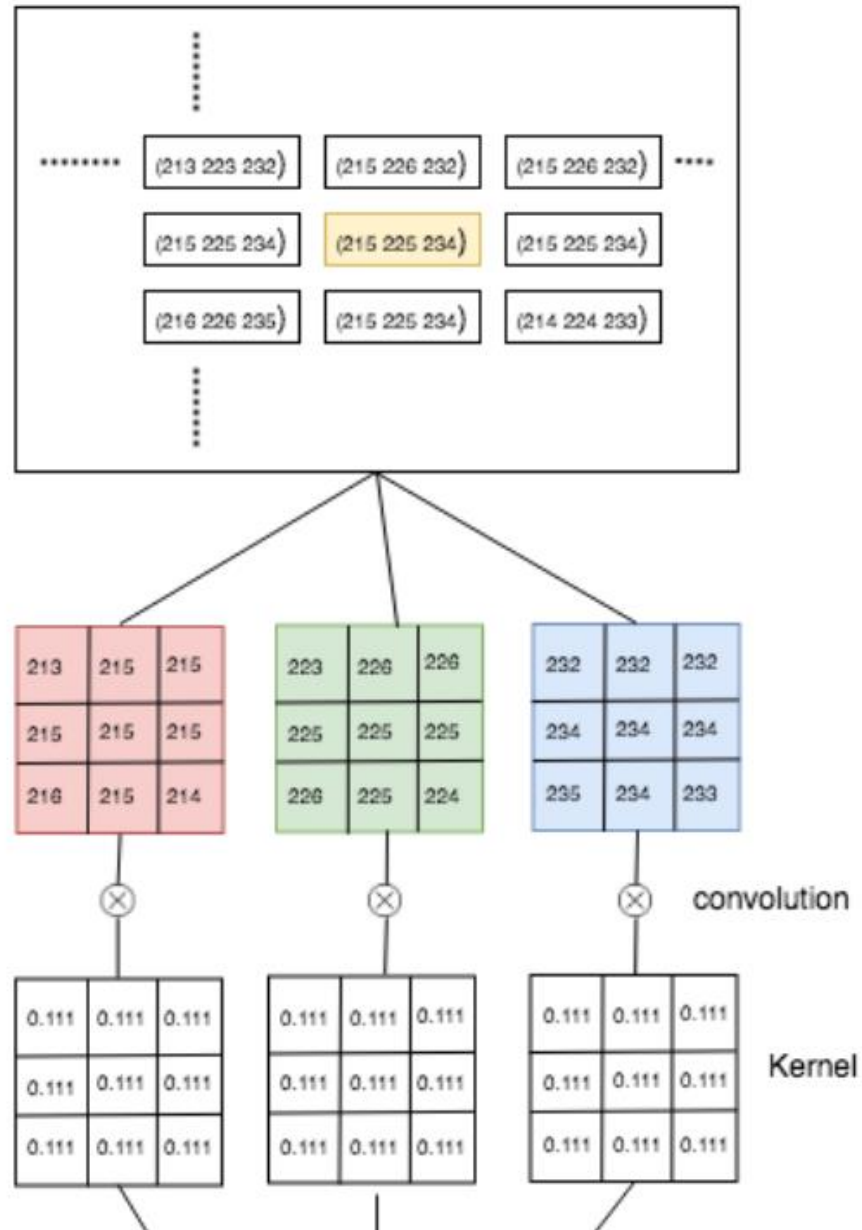 (213 223 232) (215 226 232) (215 226 232)
(215 225 234) (215 225 234) (215 225 234)
(216 226 235) (215 225 234) (214 224 233)
213 215 215 223 226 226 232 232 232
215 215 215 225 225 225 234 234 234
216 215 214 226 225 224 235 234 233
convolution
0.111 0.111 0.111 0.111 0.111 0.111 0.111 0.111 0.111
Kernel
0.111 0.111 0.111 0.111 0.111 0.111 0.111 0.111 0.111
0.111 0.111 0.111 0.111 0.111 0.111 0.111 0.111 0.111